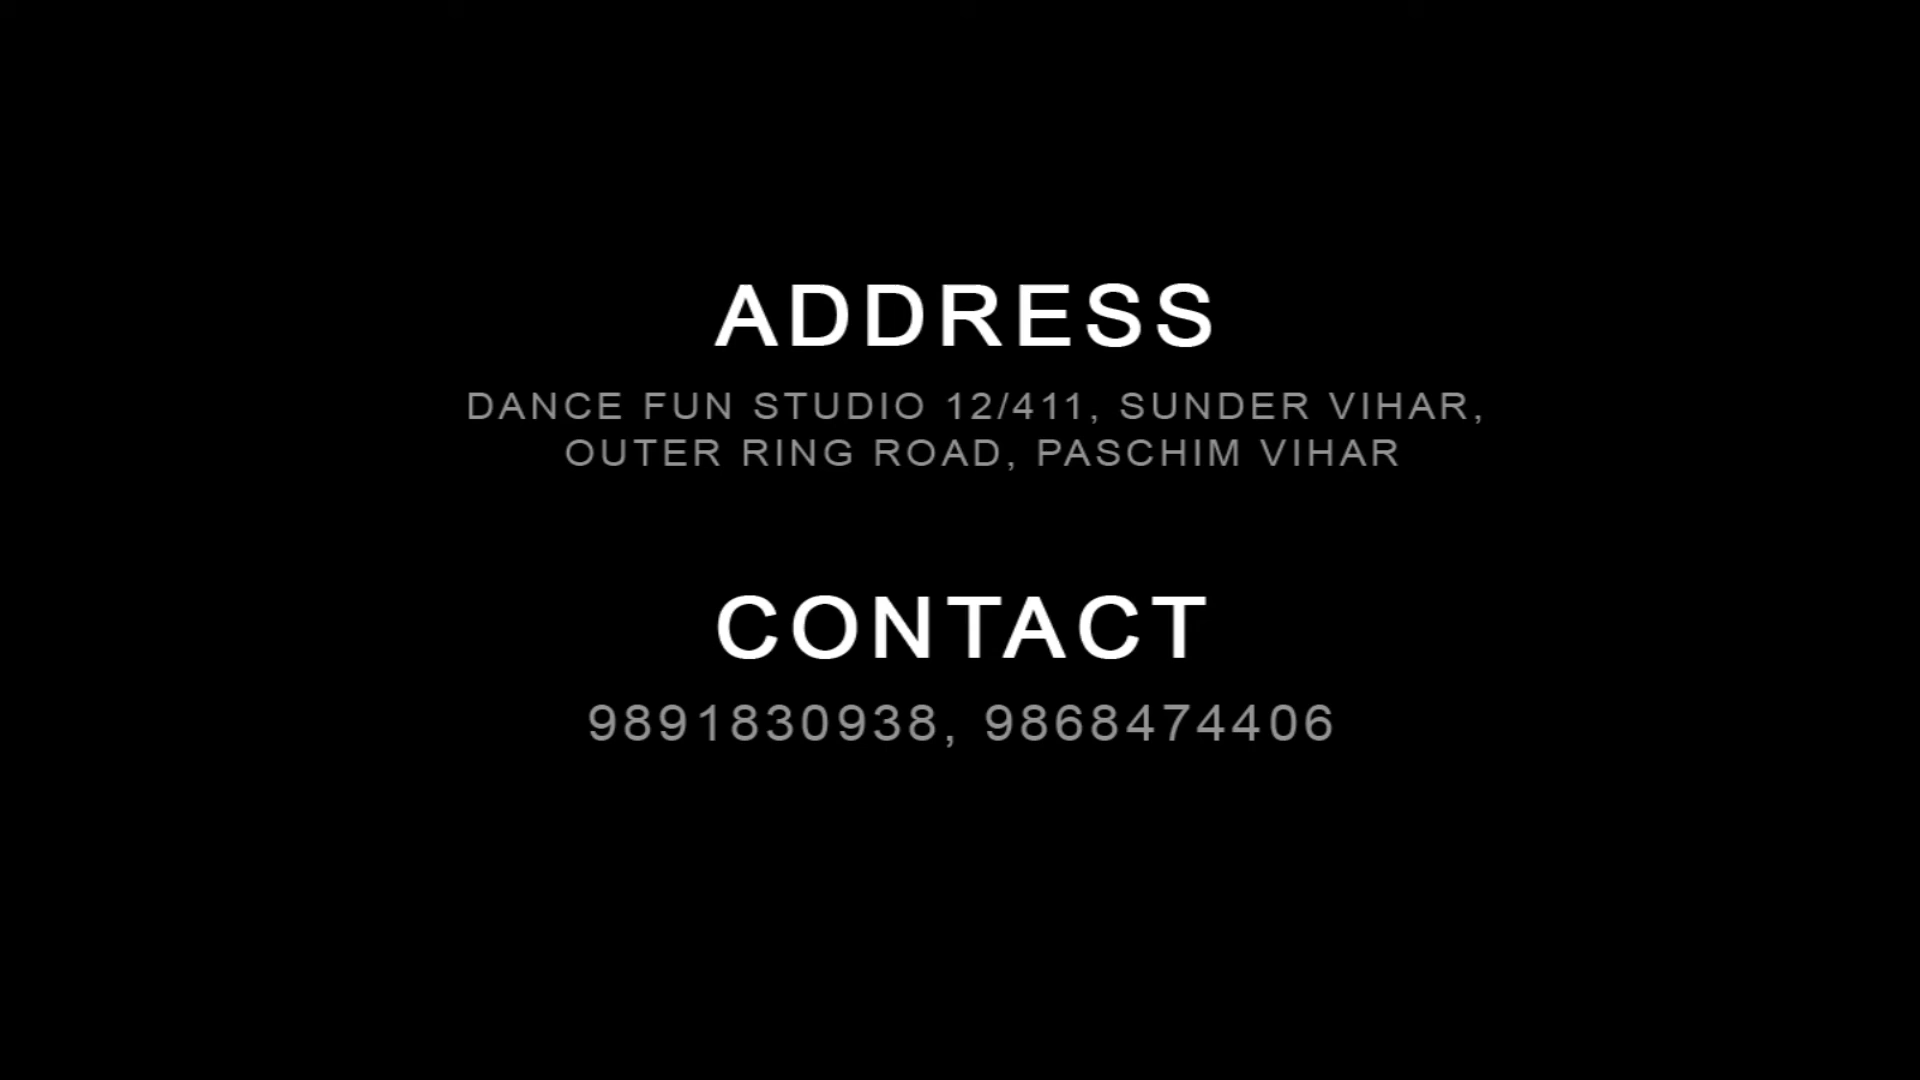 ADDRESS
DANCE FUN STUDIO 12/411, SUNDER VIHAR,
OUTER RING ROAD, PASCHIM VIHAR
CONTACT
9891830938, 9868474406